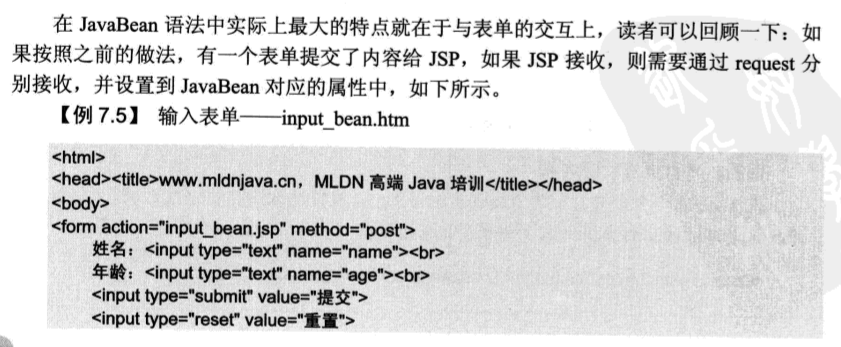 在 JavaBean 语法中实际上最大的特点就在于与表单的交互上，读者可以回顾一下：如
果按照之前的做法，有一个表单提交了内容给 JSP，如果 JSP 接收，则需要通过 request 分
别接收，并设置到 JavaBean 对应的属性中，如下所示。
【例 7.5】 输入表单——input_bean.htm
<html>
<head><title>www.mldnjava.cn，MLDN 高端 Java 培训</title></head>
<body>
<form action="input_bean.jsp" method="post">
姓名：<input type="text" name="name"><br>
年龄：<input type="text" name="age"><br>
<input type="submit" value="提交">
<input type="reset" value="重置">